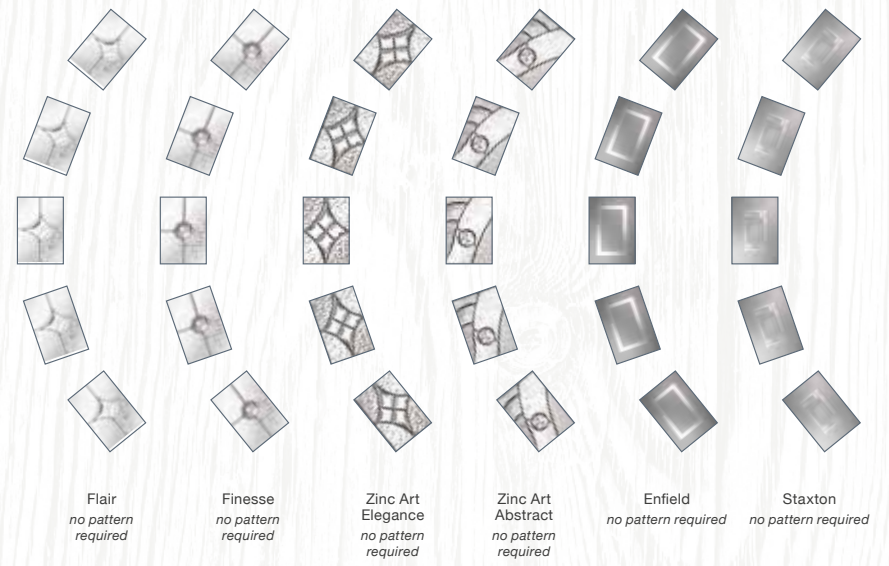 Flair
no pattern
required
Finesse
no pattern
required
Zinc Art
Elegance
no pattern
required
Zinc Art
Abstract
no pattern
required
Enfield
no pattern required
Staxton
no pattern required